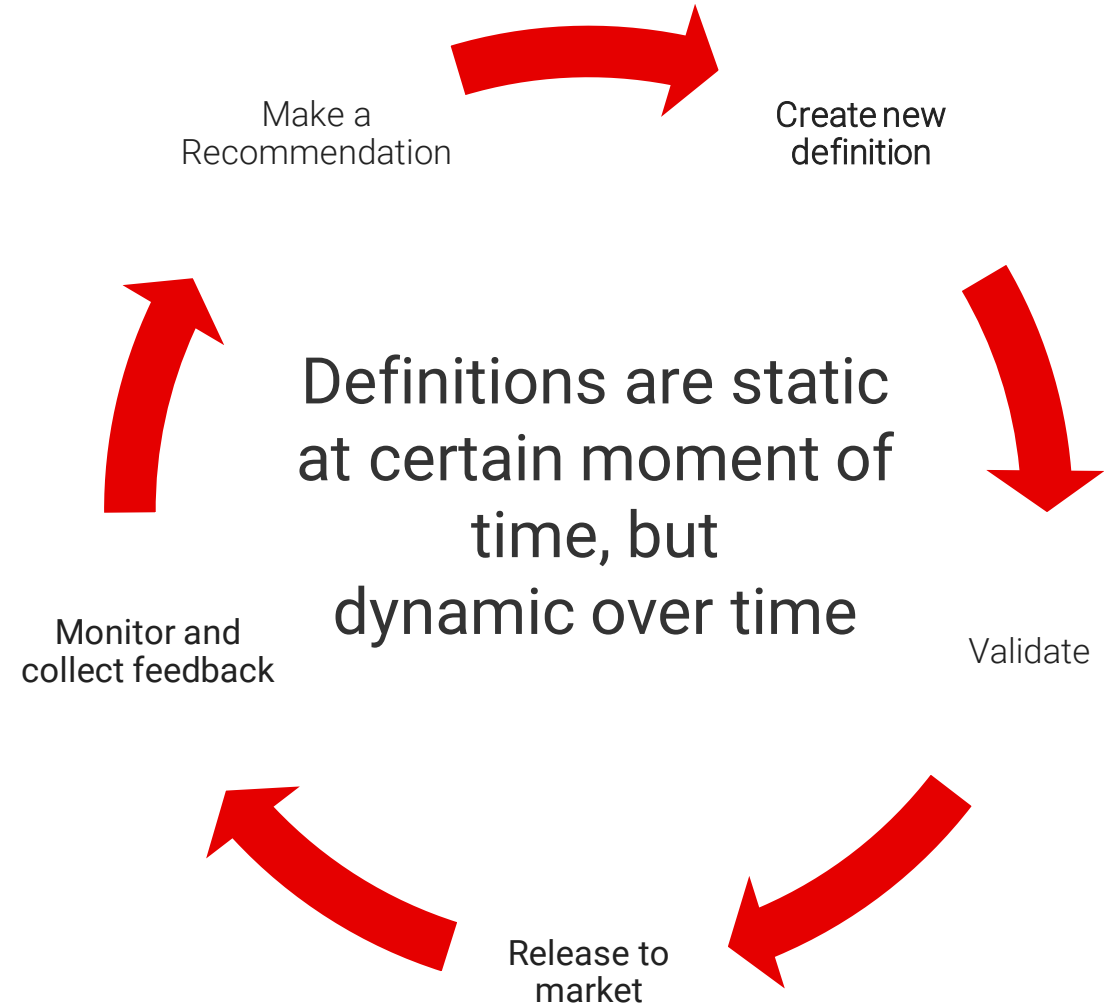 Make a
Recommendation
Create new
definition
Definitions are static
at certain moment of
time, but
dynamic over time
Monitor and
collect feedback
Validate
Release to
market